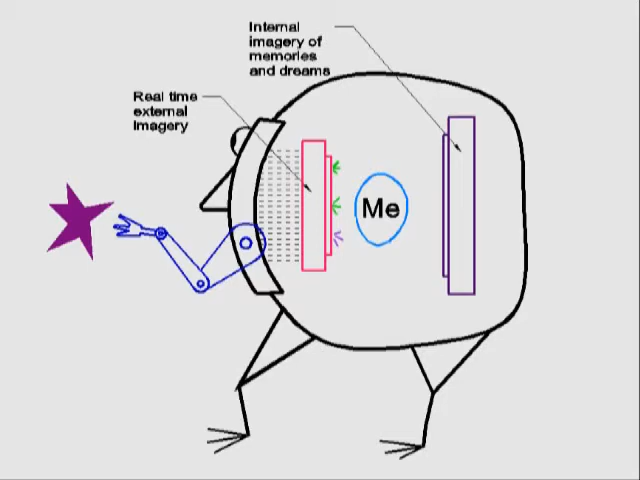 Internal
imagery of
memories
and dreams
Real time
external
Imagery
Me